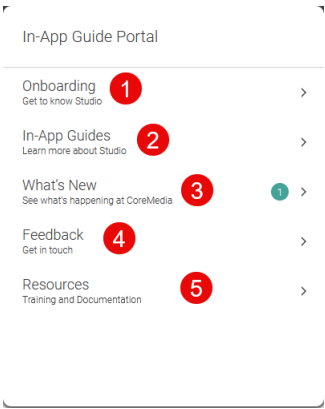 In-App Guide Portal
Onboarding 1
Get to know Studio
In-App Guides 2
Learn more about Studio
What's New 3
See what's happening at CoreMedia 1
Feedback 4
Get in touch
Resources 5
Training and Documentation